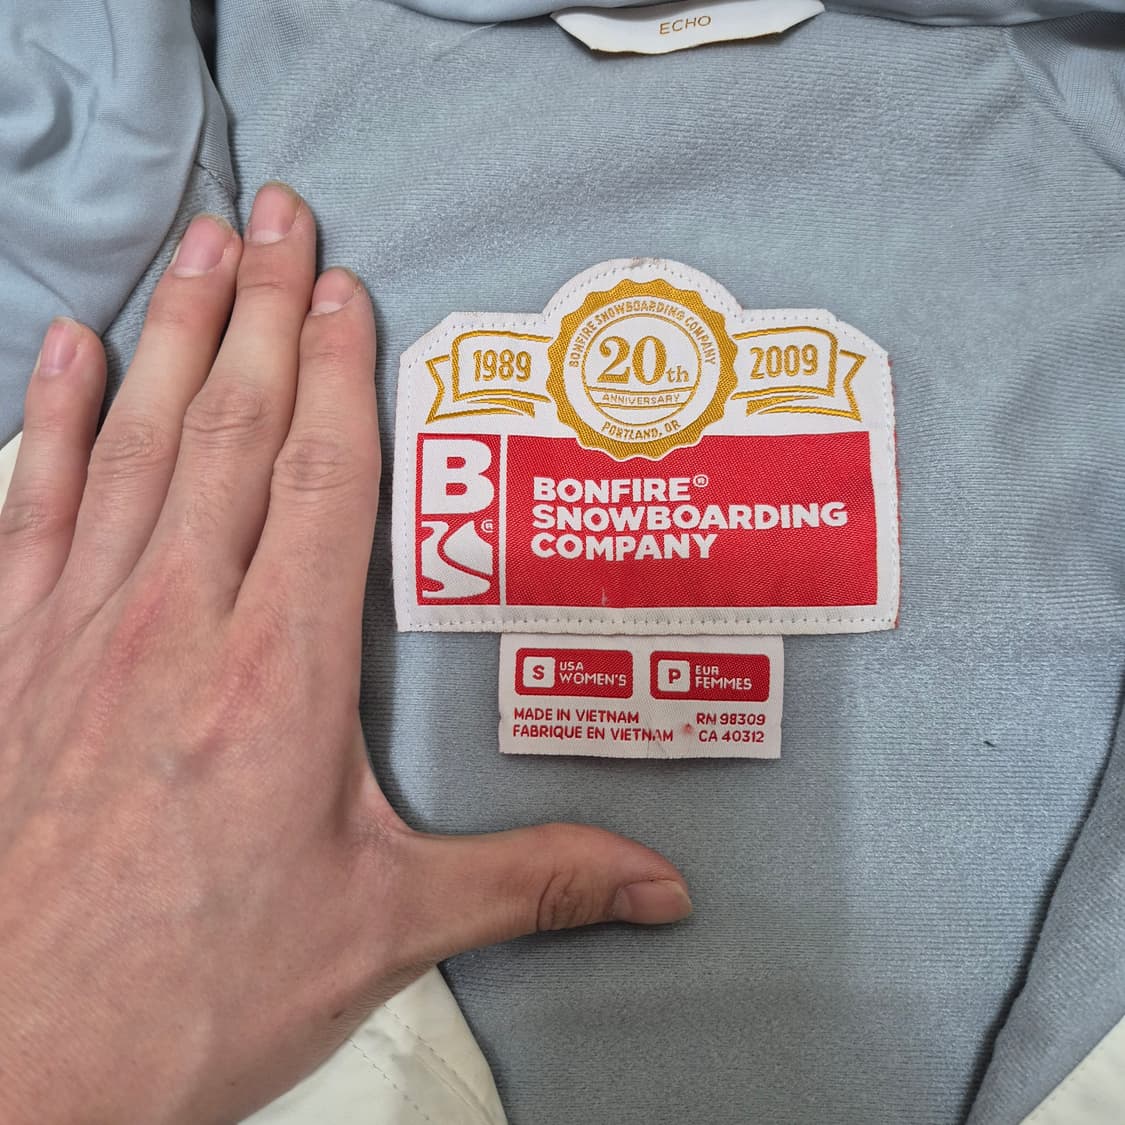 ECHO
BONFIRE SNOWBOARDING COMPANY
1989
20th
2009
ANNIVERSARY
PORTLAND, OR
B
®
BONFIRE®
SNOWBOARDING
COMPANY
S USA WOMEN'S
P EUR FEMMES
MADE IN VIETNAM RN 98309
FABRIQUE EN VIETNAM CA 40312